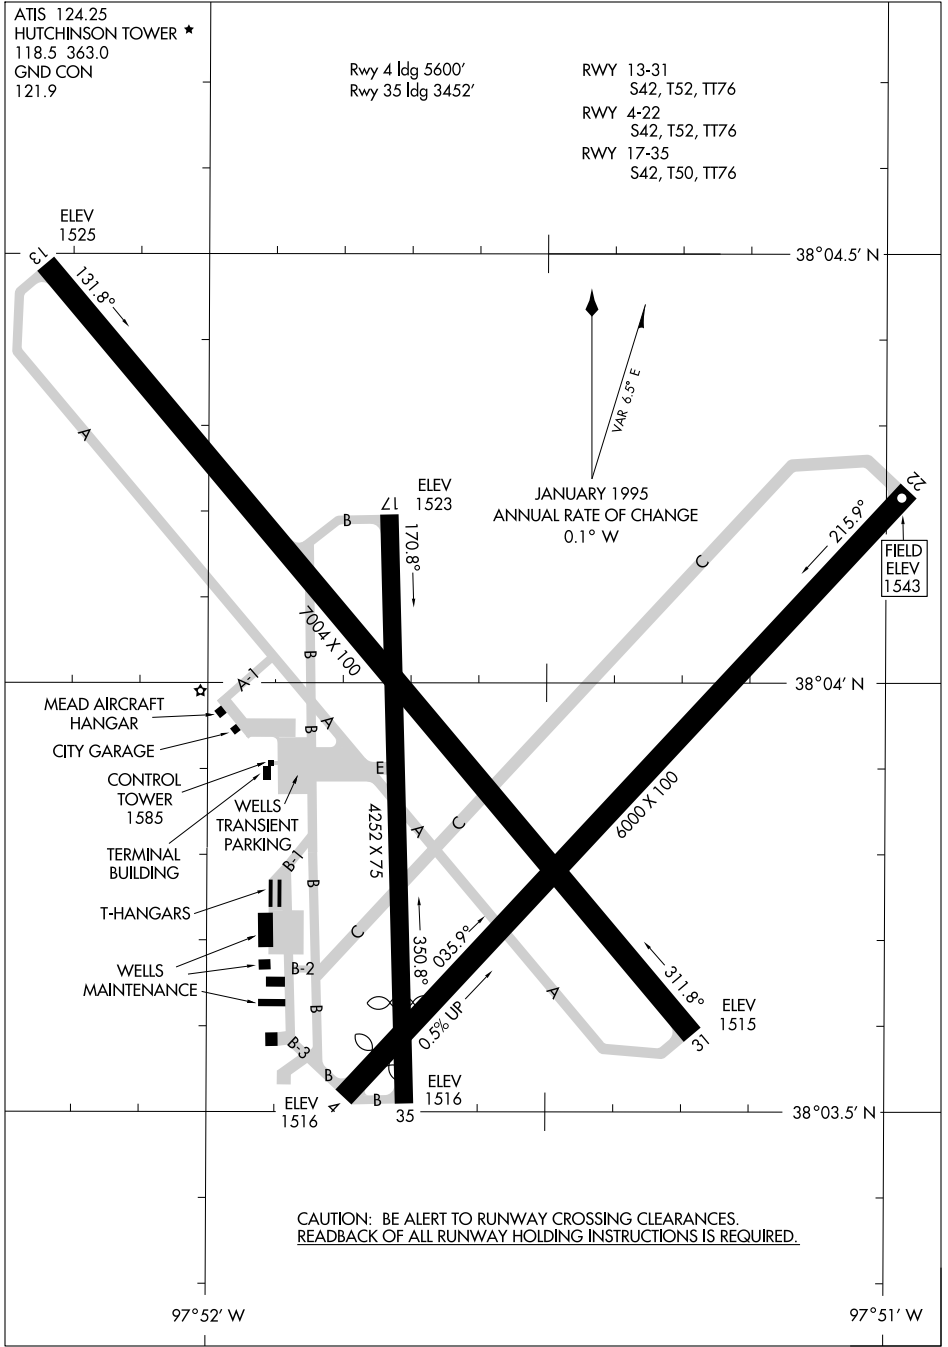 ATIS 124.25
HUTCHINSON TOWER
118.5 363.0
GND CON
121.9
Rwy 4 ldg 5600'
Rwy 35 ldg 3452'
RWY 13-31
S42, T52, TT76
RWY 4-22
S42, T52, TT76
RWY 17-35
S42, T50, TT76
ELEV
1525
13
131.8°
38°04.5' N
VAR 6.5° E
JANUARY 1995
ANNUAL RATE OF CHANGE
0.1° W
A
ELEV
1523
17
B
170.8°
22
215.9°
FIELD
ELEV
1543
C
7004 X 100
B
A-1
38°04' N
MEAD AIRCRAFT
HANGAR
CITY GARAGE
A
B
E
CONTROL
TOWER
1585
WELLS
TRANSIENT
PARKING
4252 X 75
6000 X 100
A
C
TERMINAL
BUILDING
B-1
B
T-HANGARS
C
350.8°
035.9°
WELLS
MAINTENANCE
B-2
B
0.5% UP
A
311.8°
ELEV
1515
31
B-3
B
B
ELEV
1516
4
ELEV
1516
35
38°03.5' N
CAUTION: BE ALERT TO RUNWAY CROSSING CLEARANCES.
READBACK OF ALL RUNWAY HOLDING INSTRUCTIONS IS REQUIRED.
97°52' W
97°51' W